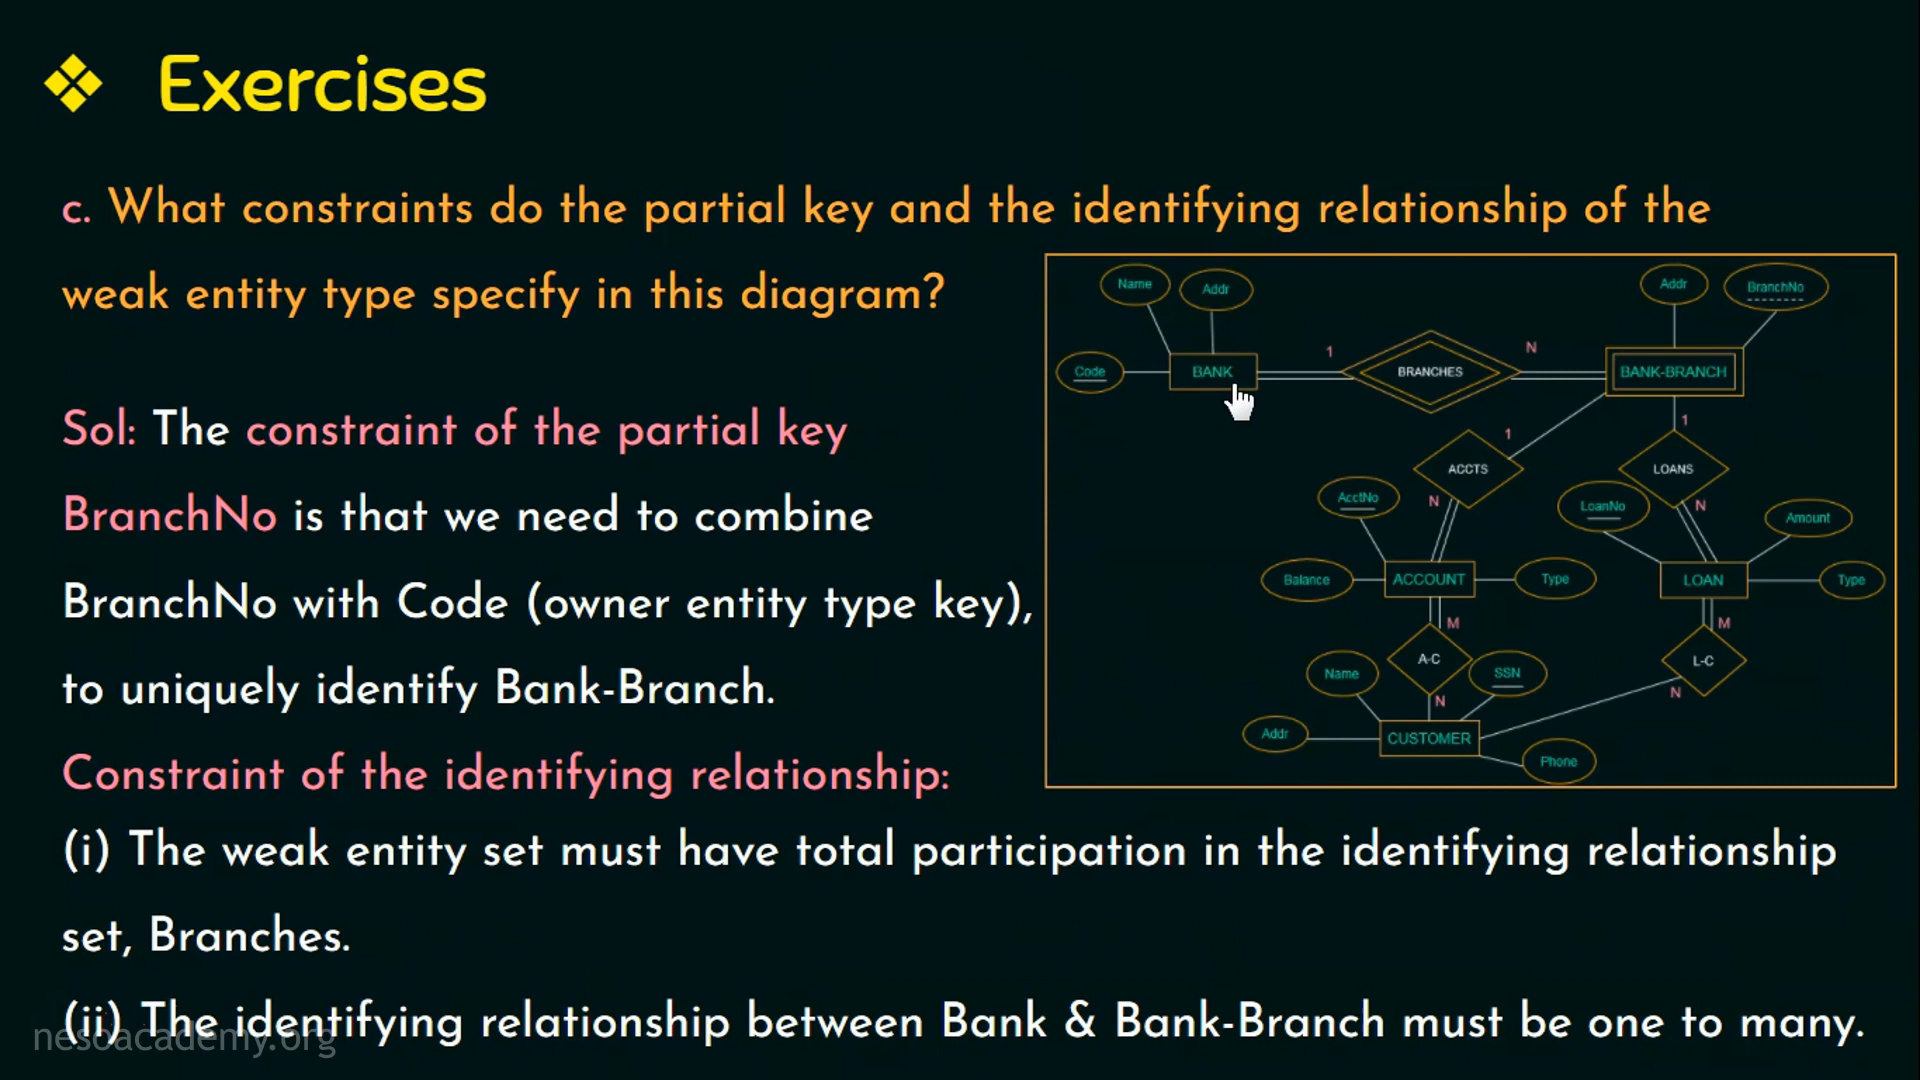 ❖ Exercises
c. What constraints do the partial key and the identifying relationship of the
weak entity type specify in this diagram?
Sol: The constraint of the partial key
BranchNo is that we need to combine
BranchNo with Code (owner entity type key),
to uniquely identify Bank-Branch.
Constraint of the identifying relationship:
(i) The weak entity set must have total participation in the identifying relationship
set, Branches.
(ii) The identifying relationship between Bank & Bank-Branch must be one to many.
Name
Addr
Addr
BranchNo
1
N
Code
BANK
BRANCHES
BANK-BRANCH
1
1
ACCTS
LOANS
AcctNo
N
LoanNo
N
Amount
Balance
ACCOUNT
Type
LOAN
Type
M
M
A-C
L-C
Name
SSN
N
N
Addr
CUSTOMER
Phone
nesoacademy.org